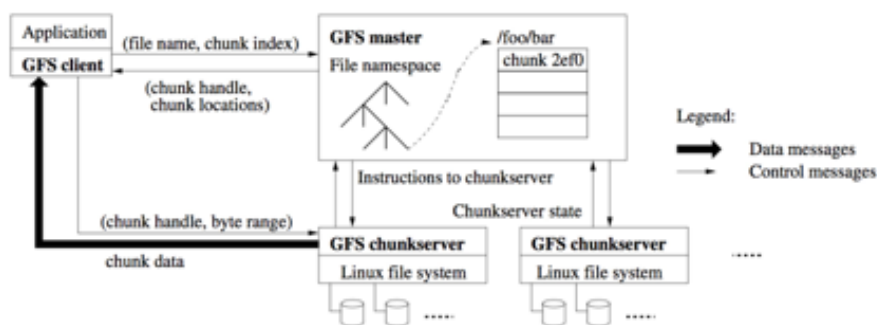 Application
GFS client
(file name, chunk index)
(chunk handle,
chunk locations)
GFS master
File namespace
/foo/bar
chunk 2ef0
Legend:
Data messages
Control messages
Instructions to chunkserver
Chunkserver state
(chunk handle, byte range)
chunk data
GFS chunkserver
Linux file system
GFS chunkserver
Linux file system